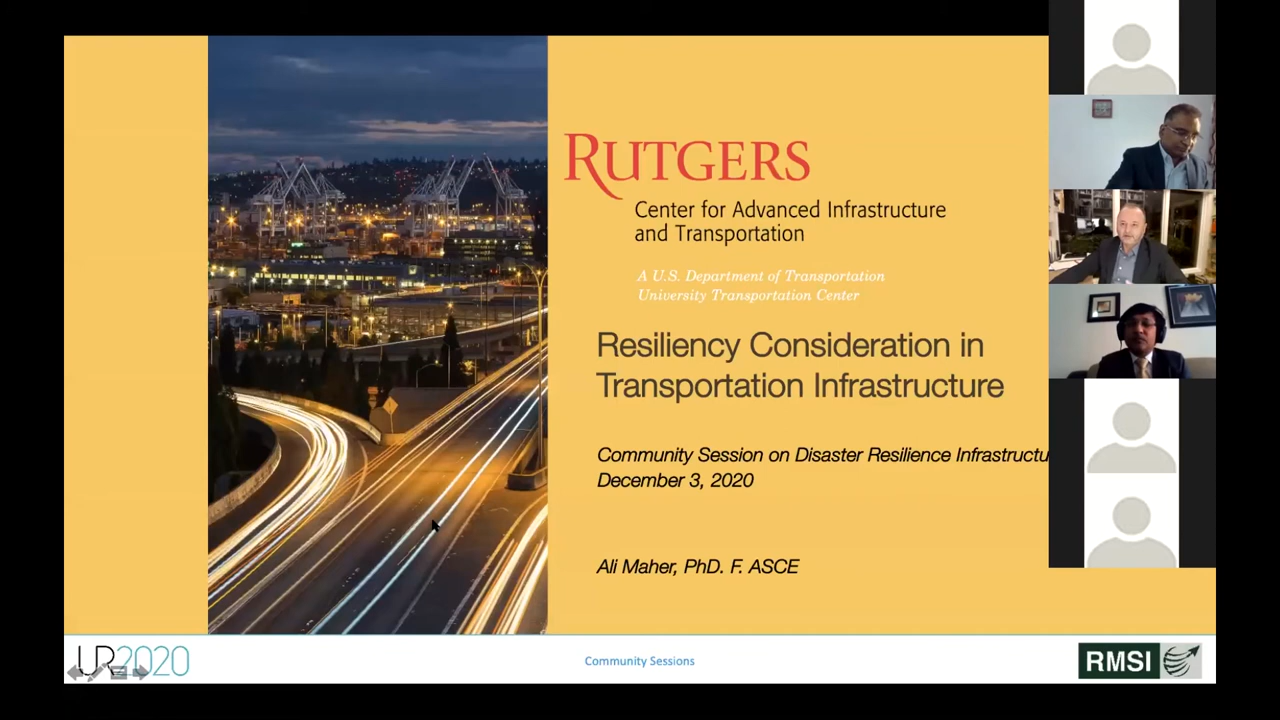 RUTGERS
Center for Advanced Infrastructure
and Transportation
A U.S. Department of Transportation
University Transportation Center
Resiliency Consideration in
Transportation Infrastructure
Community Session on Disaster Resilience Infrastructu
December 3, 2020
Ali Maher, PhD. F. ASCE
UR2020
Community Sessions
RMSI